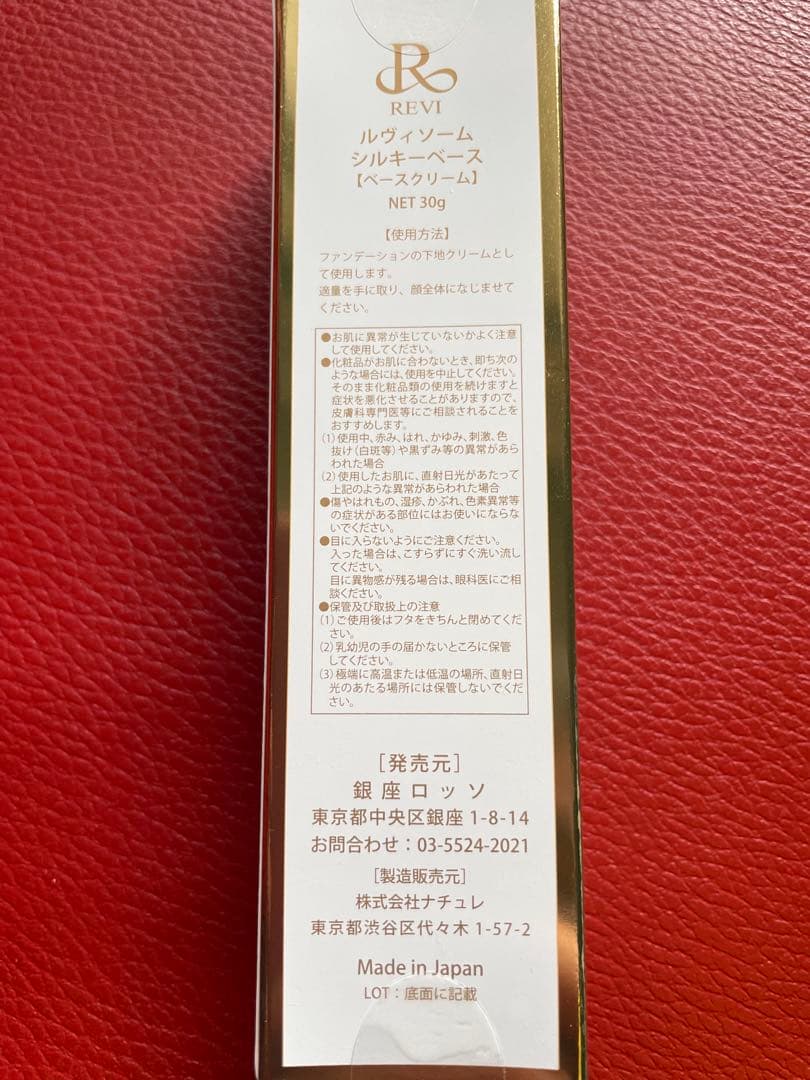 R
REVI
ルヴィソーム
シルキーベース
【ベースクリーム】
NET 30g
【使用方法】
ファンデーションの下地クリームとし
て使用します。
適量を手に取り、顔全体になじませて
ください。
●お肌に異常が生じていないかよく注意
して使用してください。
●化粧品がお肌に合わないとき、即ち次の
ような場合には、使用を中止してください。
そのまま化粧品類の使用を続けますと
症状を悪化させることがありますので、
皮膚科専門医等にご相談されることを
おすすめします。
(1)使用中、赤み、はれ、かゆみ、刺激、色
抜け(白斑等)や黒ずみ等の異常があら
われた場合
(2)使用したお肌に、直射日光があたって
上記のような異常があらわれた場合
●傷やはれもの、湿疹、かぶれ、色素異常等
の症状がある部位にはお使いにならな
いでください。
●目に入らないようにご注意ください。
入った場合は、こすらずにすぐ洗い流し
てください。
目に異物感が残る場合は、眼科医にご相
談ください。
●保管及び取扱上の注意
(1)ご使用後はフタをきちんと閉めてくだ
さい。
(2)乳幼児の手の届かないところに保管
してください。
(3)極端に高温または低温の場所、直射日
光のあたる場所には保管しないでくだ
さい。
[発売元]
銀座ロッソ
東京都中央区銀座 1-8-14
お問合わせ：03-5524-2021
[製造販売元]
株式会社ナチュレ
東京都渋谷区代々木 1-57-2
Made in Japan
LOT：底面に記載